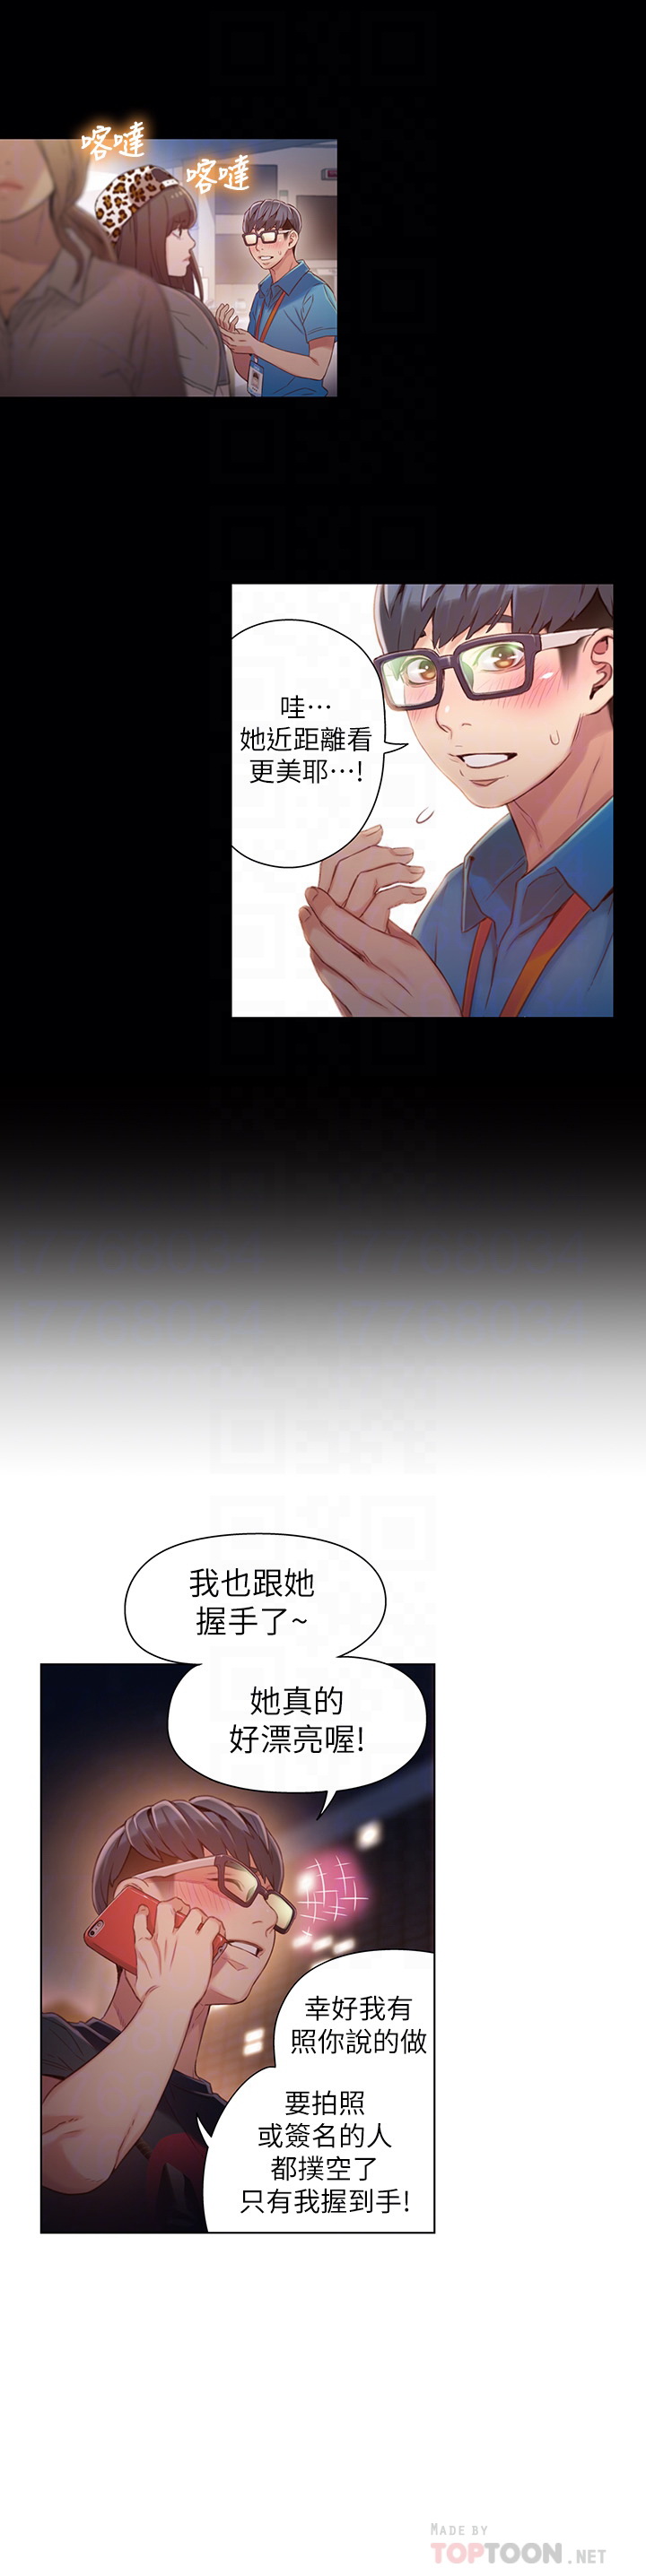 喀噠
喀噠
哇…
她近距離看
更美耶…!
我也跟她
握手了~
她真的
好漂亮喔!
幸好我有
照你說的做
要拍照
或簽名的人
都撲空了
只有我握到手!
MADE BY
TOPTOON.NET